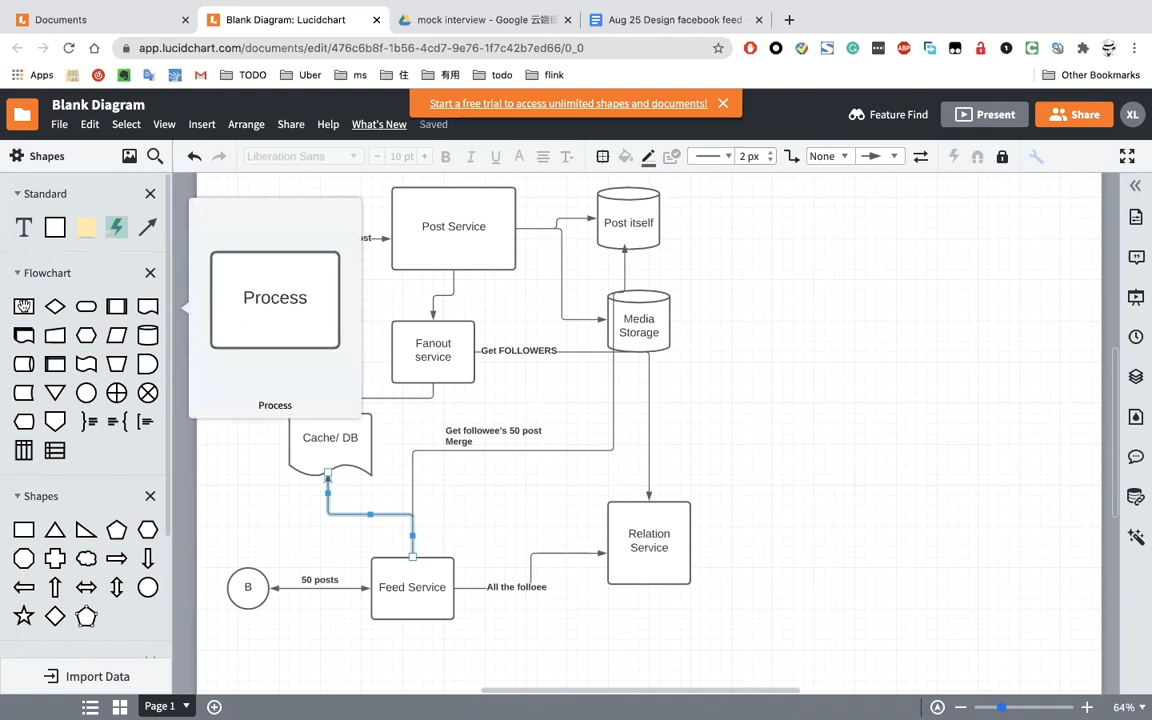 Documents
Blank Diagram: Lucidchart
mock interview - Google 云端
Aug 25 Design facebook feed -
app.lucidchart.com/documents/edit/476c6b8f-1b56-4cd7-9e76-1f7c42b7ed66/0_0
Apps
TODO
Uber
ms
住
有用
todo
flink
Other Bookmarks
Blank Diagram
Start a free trial to access unlimited shapes and documents!
Feature Find
Present
Share
XL
File
Edit
Select
View
Insert
Arrange
Share
Help
What's New
Saved
Shapes
Liberation Sans
10 pt
2 px
None
Standard
Flowchart
Process
Process
Post Service
Post itself
Media
Storage
Fanout
service
Get FOLLOWERS
Cache/ DB
Get followee's 50 post
Merge
Relation
Service
B
50 posts
Feed Service
All the folloee
Shapes
Import Data
Page 1
64%